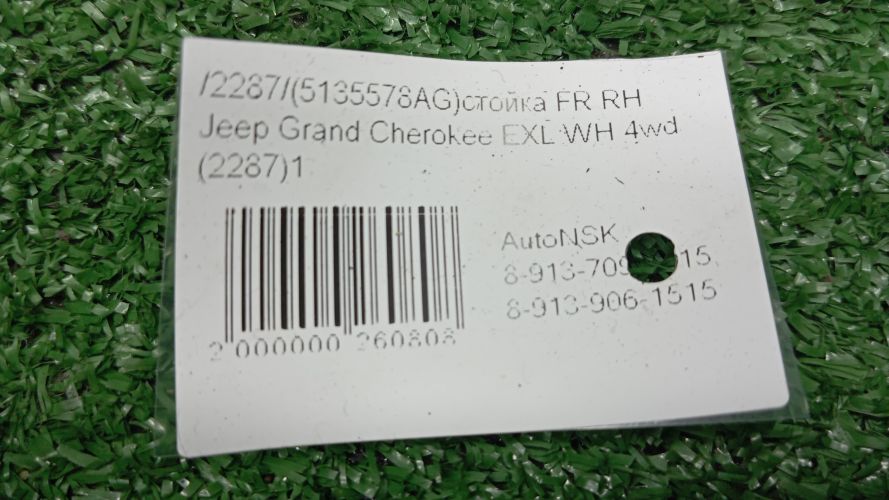 /2287/(5135578AG)стойка FR RH
Jeep Grand Cherokee EXL WH 4wd
(2287)1
AutoNSK
8-913-906-1515
2 000000 260808